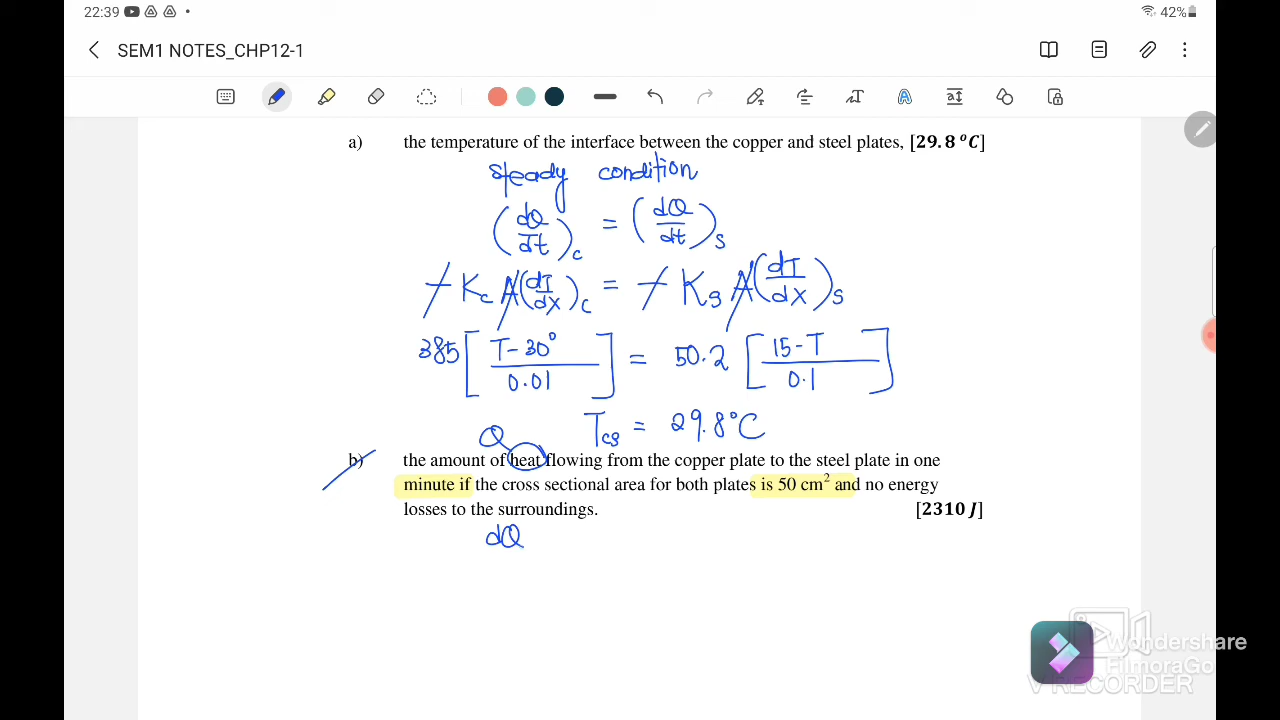 22:39 42%
SEM1 NOTES_CHP12-1
a) the temperature of the interface between the copper and steel plates, [29.8 °C]
steady condition
(dQ/dt)c = (dQ/dt)s
- Kc A(dT/dx)c = - Ks A(dT/dx)s
385 [T-30°/0.01] = 50.2 [15-T/0.1]
Tcs = 29.8°C
Q
b) the amount of heat flowing from the copper plate to the steel plate in one
minute if the cross sectional area for both plates is 50 cm² and no energy
losses to the surroundings. [2310 J]
dQ
Wondershare
FilmoraGo
V RECORDER